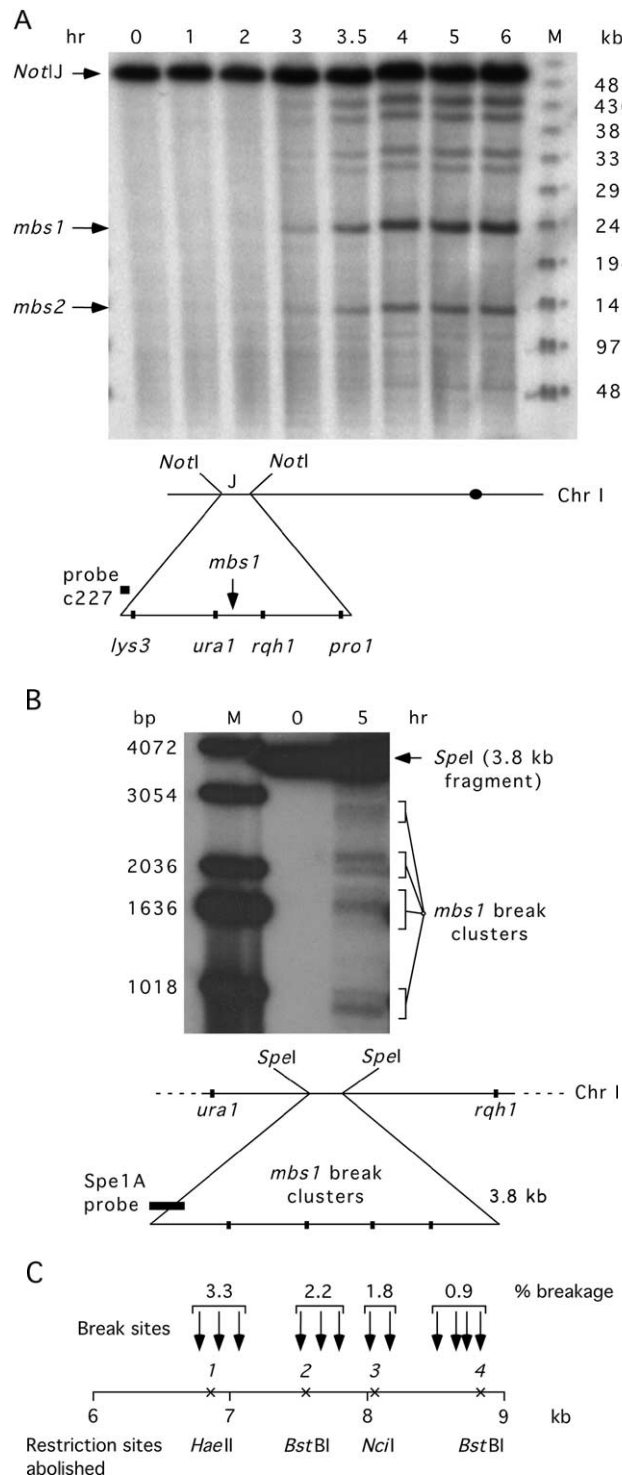 A
hr 0 1 2 3 3.5 4 5 6 M kb
NotIJ
48
43
38
33
29
mbs1 24
19
mbs2 14
97
48
NotI NotI
J
Chr I
mbs1
probe
c227
lys3 ura1 rqh1 pro1
B
bp M 0 5 hr
4072
SpeI (3.8 kb
fragment)
3054
2036
1636
mbs1 break
clusters
1018
SpeI SpeI
Chr I
ura1 rqh1
Spe1A
probe
mbs1 break
clusters
3.8 kb
C
3.3 2.2 1.8 0.9 % breakage
Break sites
1 2 3 4
6 7 8 9 kb
Restriction sites
abolished
HaeII BstBI NciI BstBI